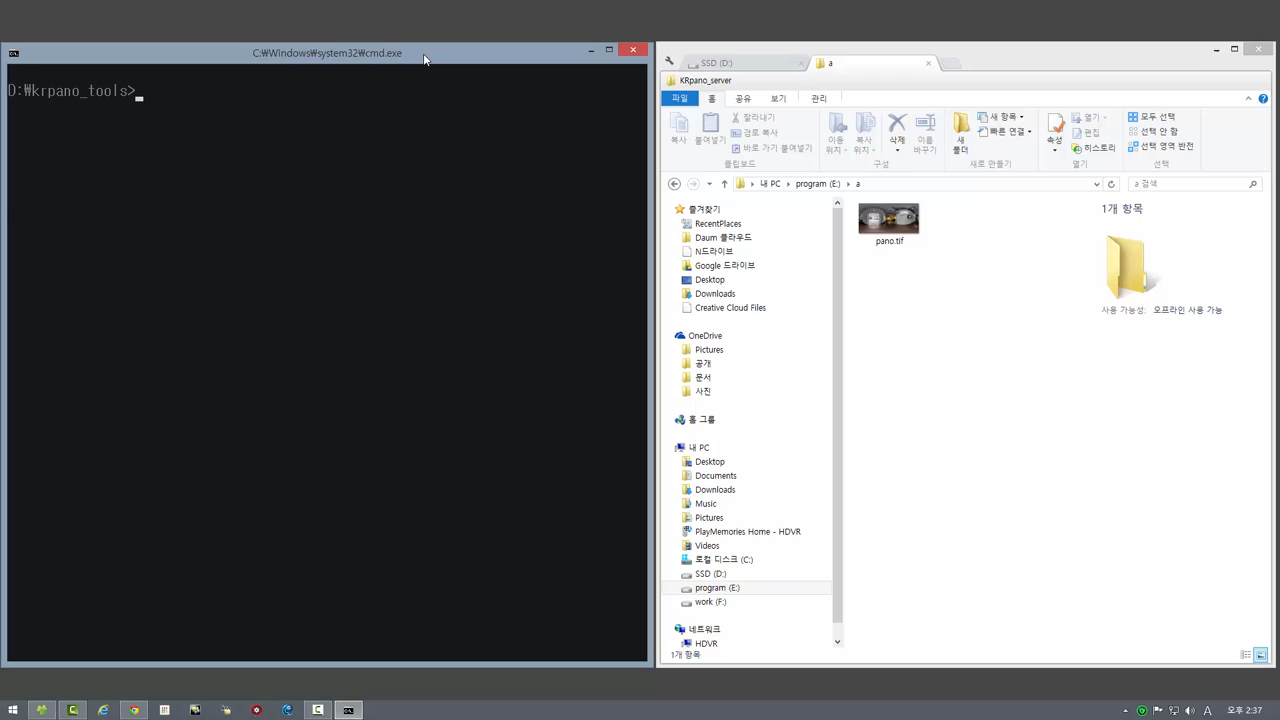 C:₩Windows₩system32₩cmd.exe
D:₩krpano_tools>
SSD (D:)
a
KRpano_server
파일
홈
공유
보기
관리
복사
붙여넣기
잘라내기
경로 복사
바로 가기 붙여넣기
클립보드
이동
위치
복사
위치
삭제
이름
바꾸기
구성
새
폴더
새 항목
빠른 연결
새로 만들기
속성
열기
편집
히스토리
열기
모두 선택
선택 안 함
선택 영역 반전
선택
내 PC
program (E:)
a
a 검색
즐겨찾기
RecentPlaces
Daum 클라우드
N드라이브
Google 드라이브
Desktop
Downloads
Creative Cloud Files
OneDrive
Pictures
공개
문서
사진
홈 그룹
내 PC
Desktop
Documents
Downloads
Music
Pictures
PlayMemories Home - HDVR
Videos
로컬 디스크 (C:)
SSD (D:)
program (E:)
work (F:)
네트워크
HDVR
1개 항목
pano.tif
1개 항목
사용 가능성: 오프라인 사용 가능
A
오후 2:37